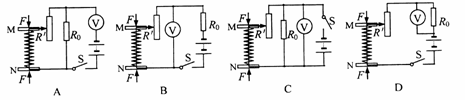 F M R' R₀ V N F S
F M R' V R₀ N F S
F M R' R₀ V S N F
F M R' V R₀ N F S
A B C D